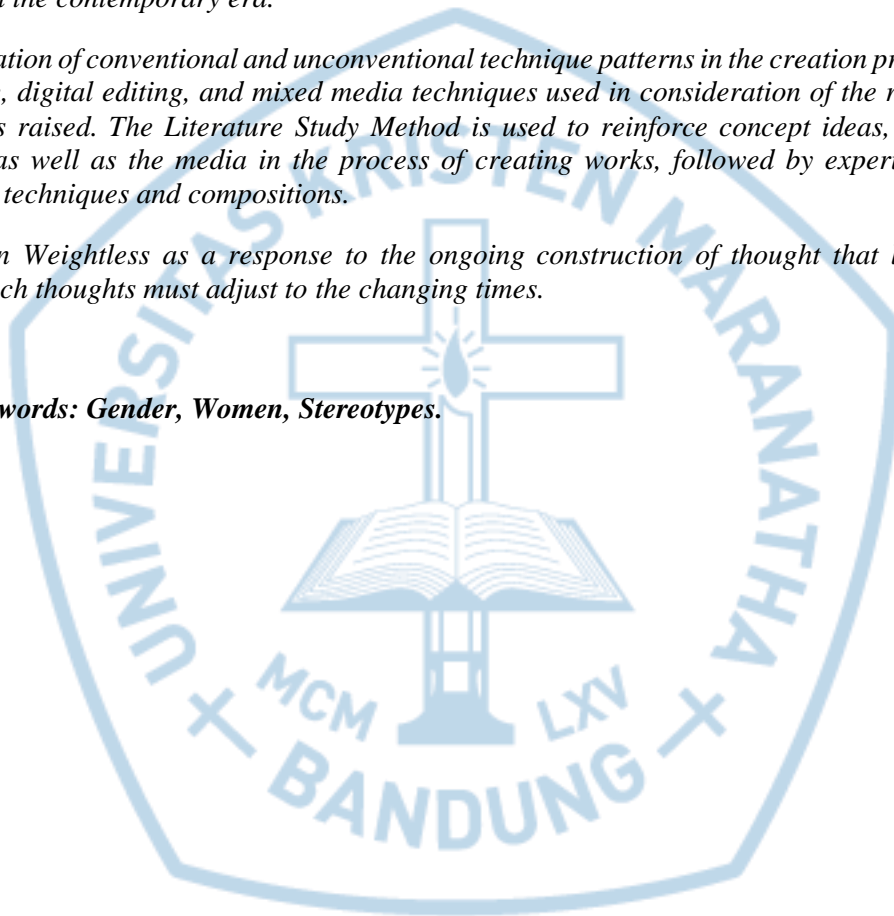 the contemporary era.
ation of conventional and unconventional technique patterns in the creation
digital editing, and mixed media techniques used in consideration of the
raised. The Literature Study Method is used to reinforce concept ideas,
as well as the media in the process of creating works, followed by
techniques and compositions.
Weightless as a response to the ongoing construction of thought that
thoughts must adjust to the changing times.
words: Gender, Women, Stereotypes.
UNIVERSITAS KRISTEN MARANATHA
MCM LXV
BANDUNG